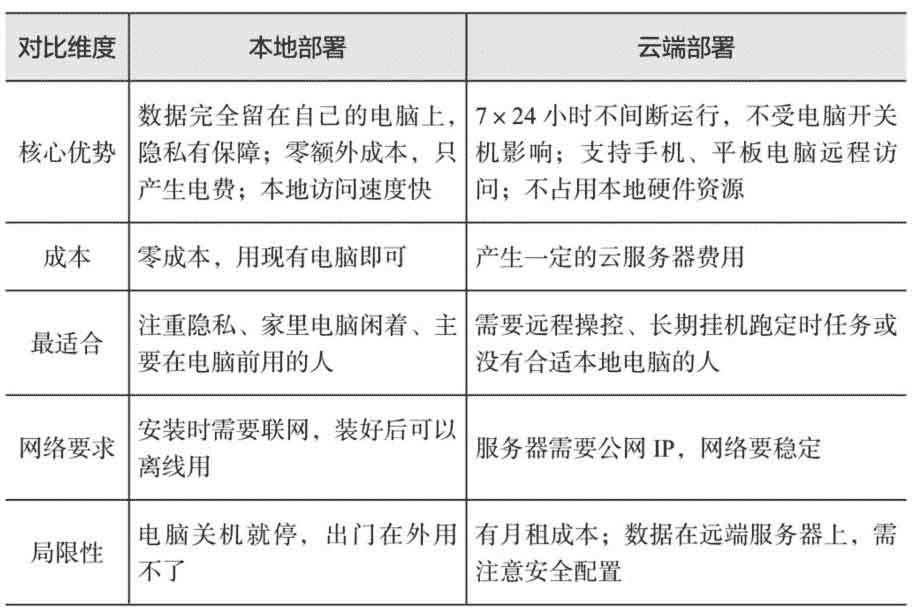 对比维度 本地部署 云端部署
核心优势
数据完全留在自己的电脑上，
隐私有保障；零额外成本，只
产生电费；本地访问速度快
7×24 小时不间断运行，不受电脑开关
机影响；支持手机、平板电脑远程访
问；不占用本地硬件资源
成本 零成本，用现有电脑即可 产生一定的云服务器费用
最适合
注重隐私、家里电脑闲着、主
要在电脑前用的人
需要远程操控、长期挂机跑定时任务或
没有合适本地电脑的人
网络要求
安装时需要联网，装好后可以
离线用
服务器需要公网 IP，网络要稳定
局限性
电脑关机就停，出门在外用
不了
有月租成本；数据在远端服务器上，需
注意安全配置